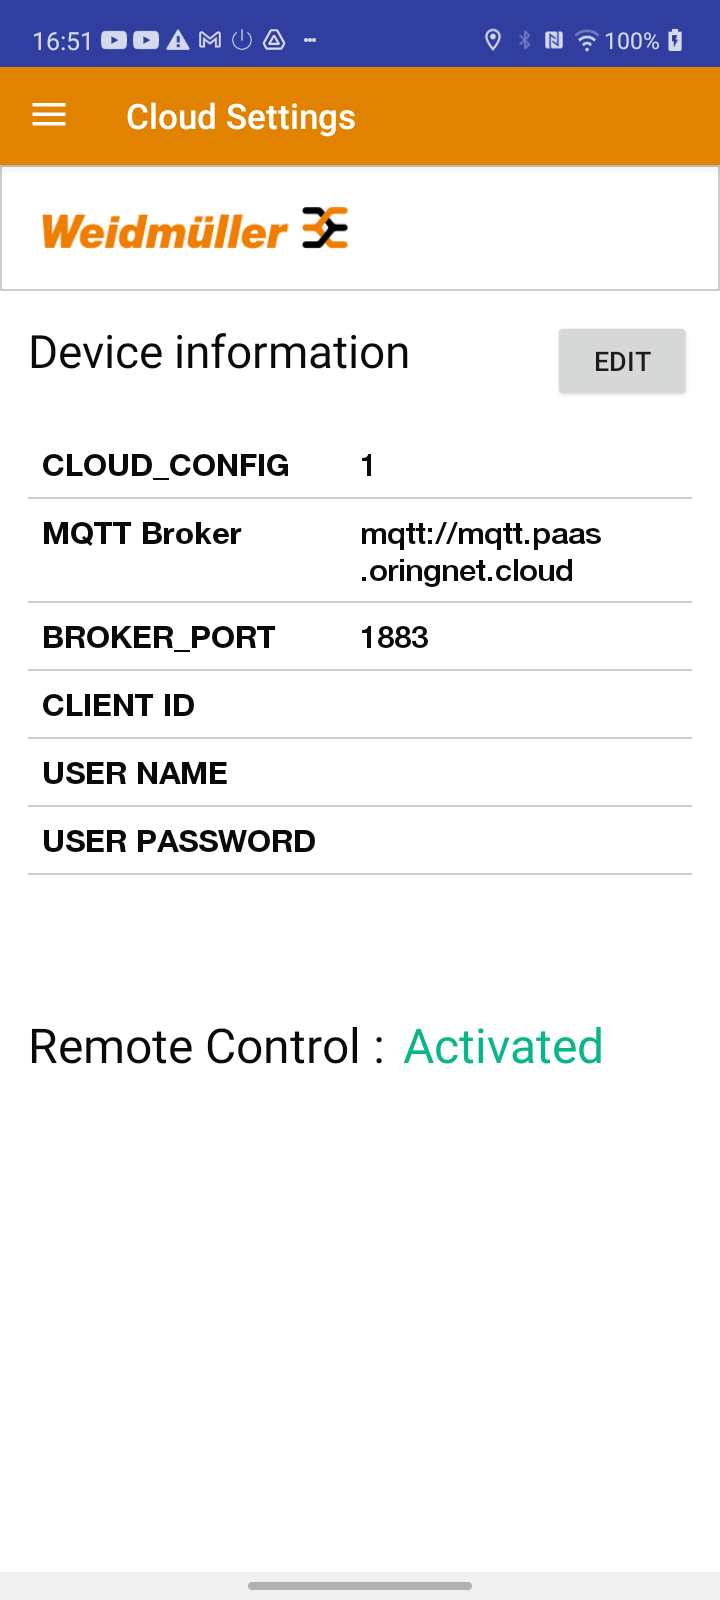 16:51 100%
Cloud Settings
Weidmüller
Device information EDIT
CLOUD_CONFIG 1
MQTT Broker mqtt://mqtt.paas
.oringnet.cloud
BROKER_PORT 1883
CLIENT ID
USER NAME
USER PASSWORD
Remote Control : Activated